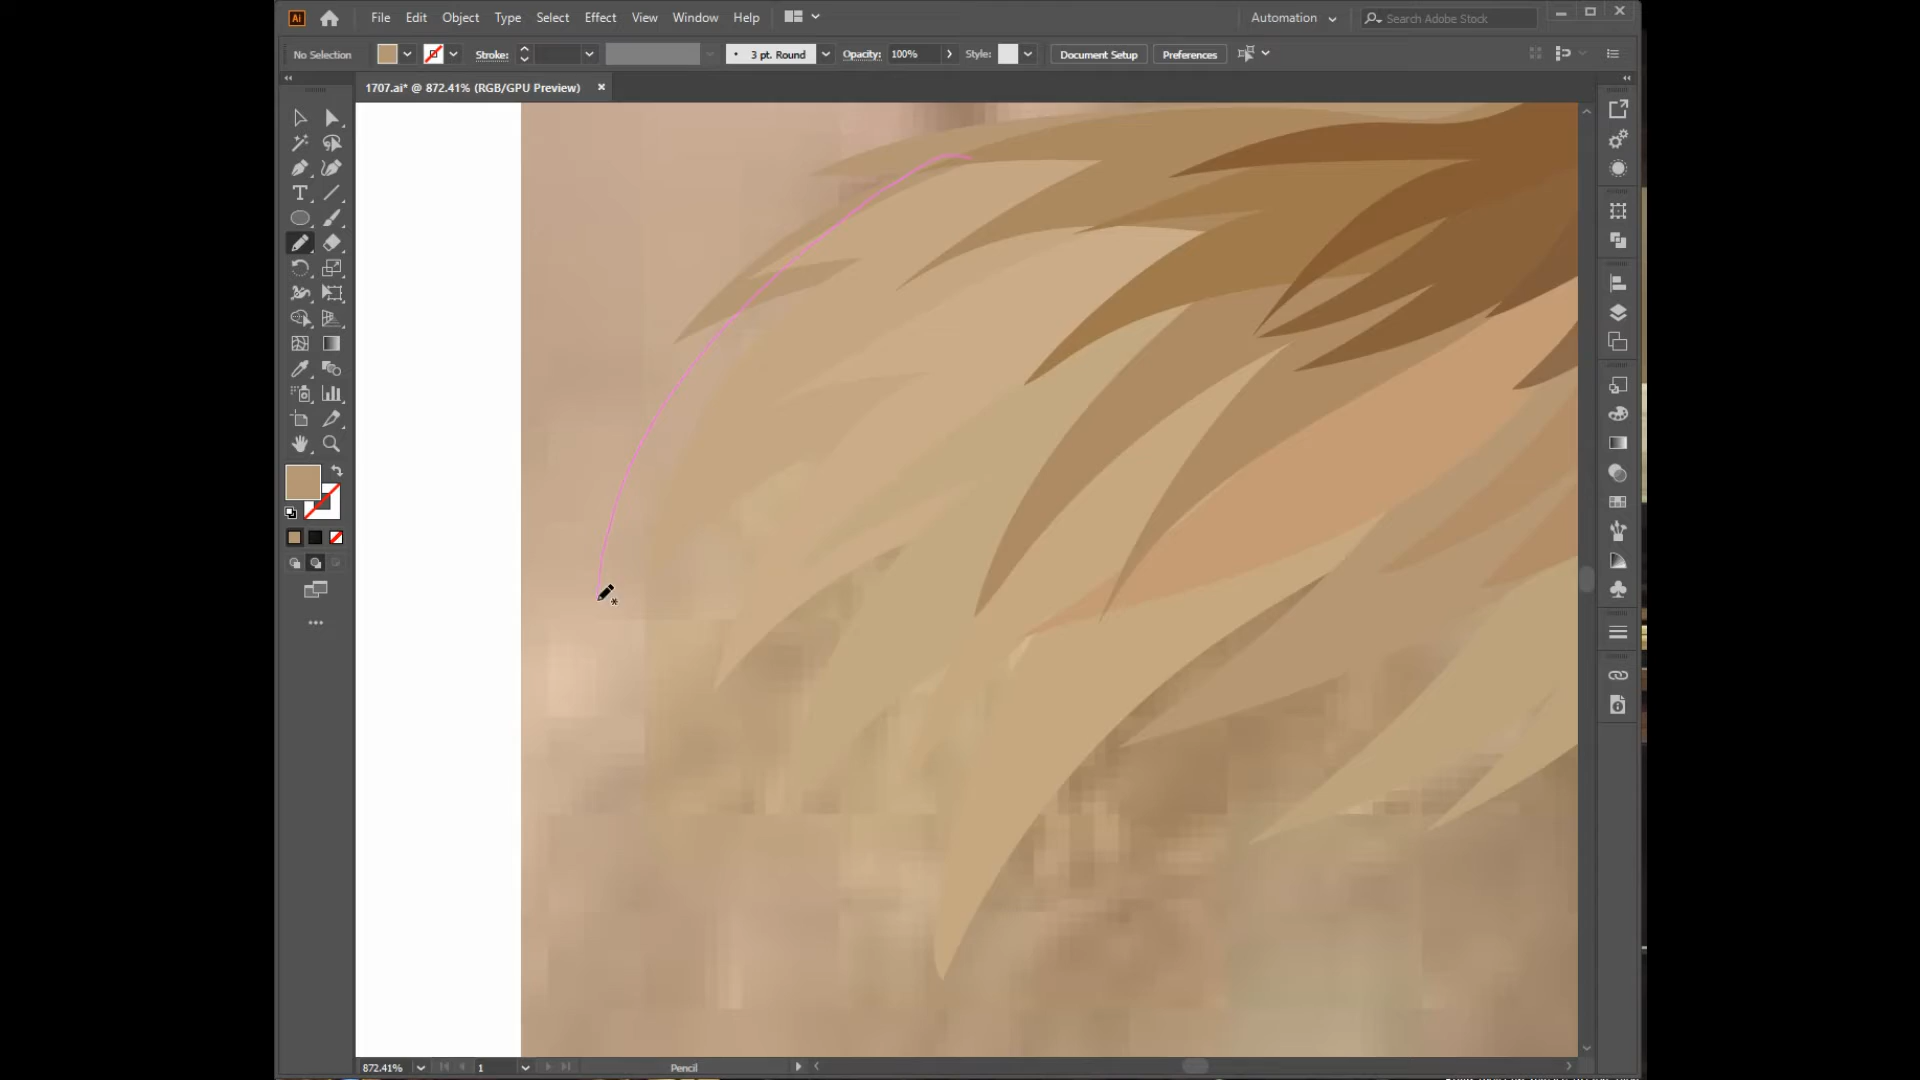 Ai File Edit Object Type Select Effect View Window Help Automation Search Adobe Stock
No Selection Stroke: 3 pt. Round Opacity: 100% Style: Document Setup Preferences
1707.ai* @ 872.41% (RGB/GPU Preview)
872.41% 1 Pencil